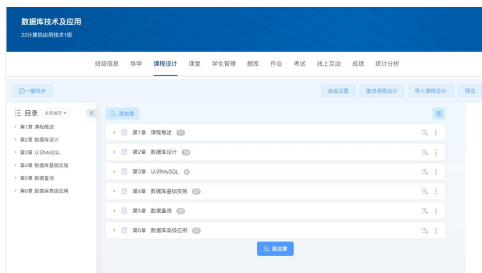 数据库技术及应用
22计算机应用技术1班
班级信息 导学 课程设计 课堂 学生管理 题库 作业 考试 线上互动 成绩 统计分析
一键同步 高级设置 激活课程设计 导入课程设计 预览
目录 全部展开
第1章 课程概述
第2章 数据库设计
第3章 认识MySQL
第4章 数据库基础实施
第5章 数据查询
第6章 数据库高级应用
添加章
第1章 课程概述
第2章 数据库设计
第3章 认识MySQL
第4章 数据库基础实施
第5章 数据查询
第6章 数据库高级应用
添加章